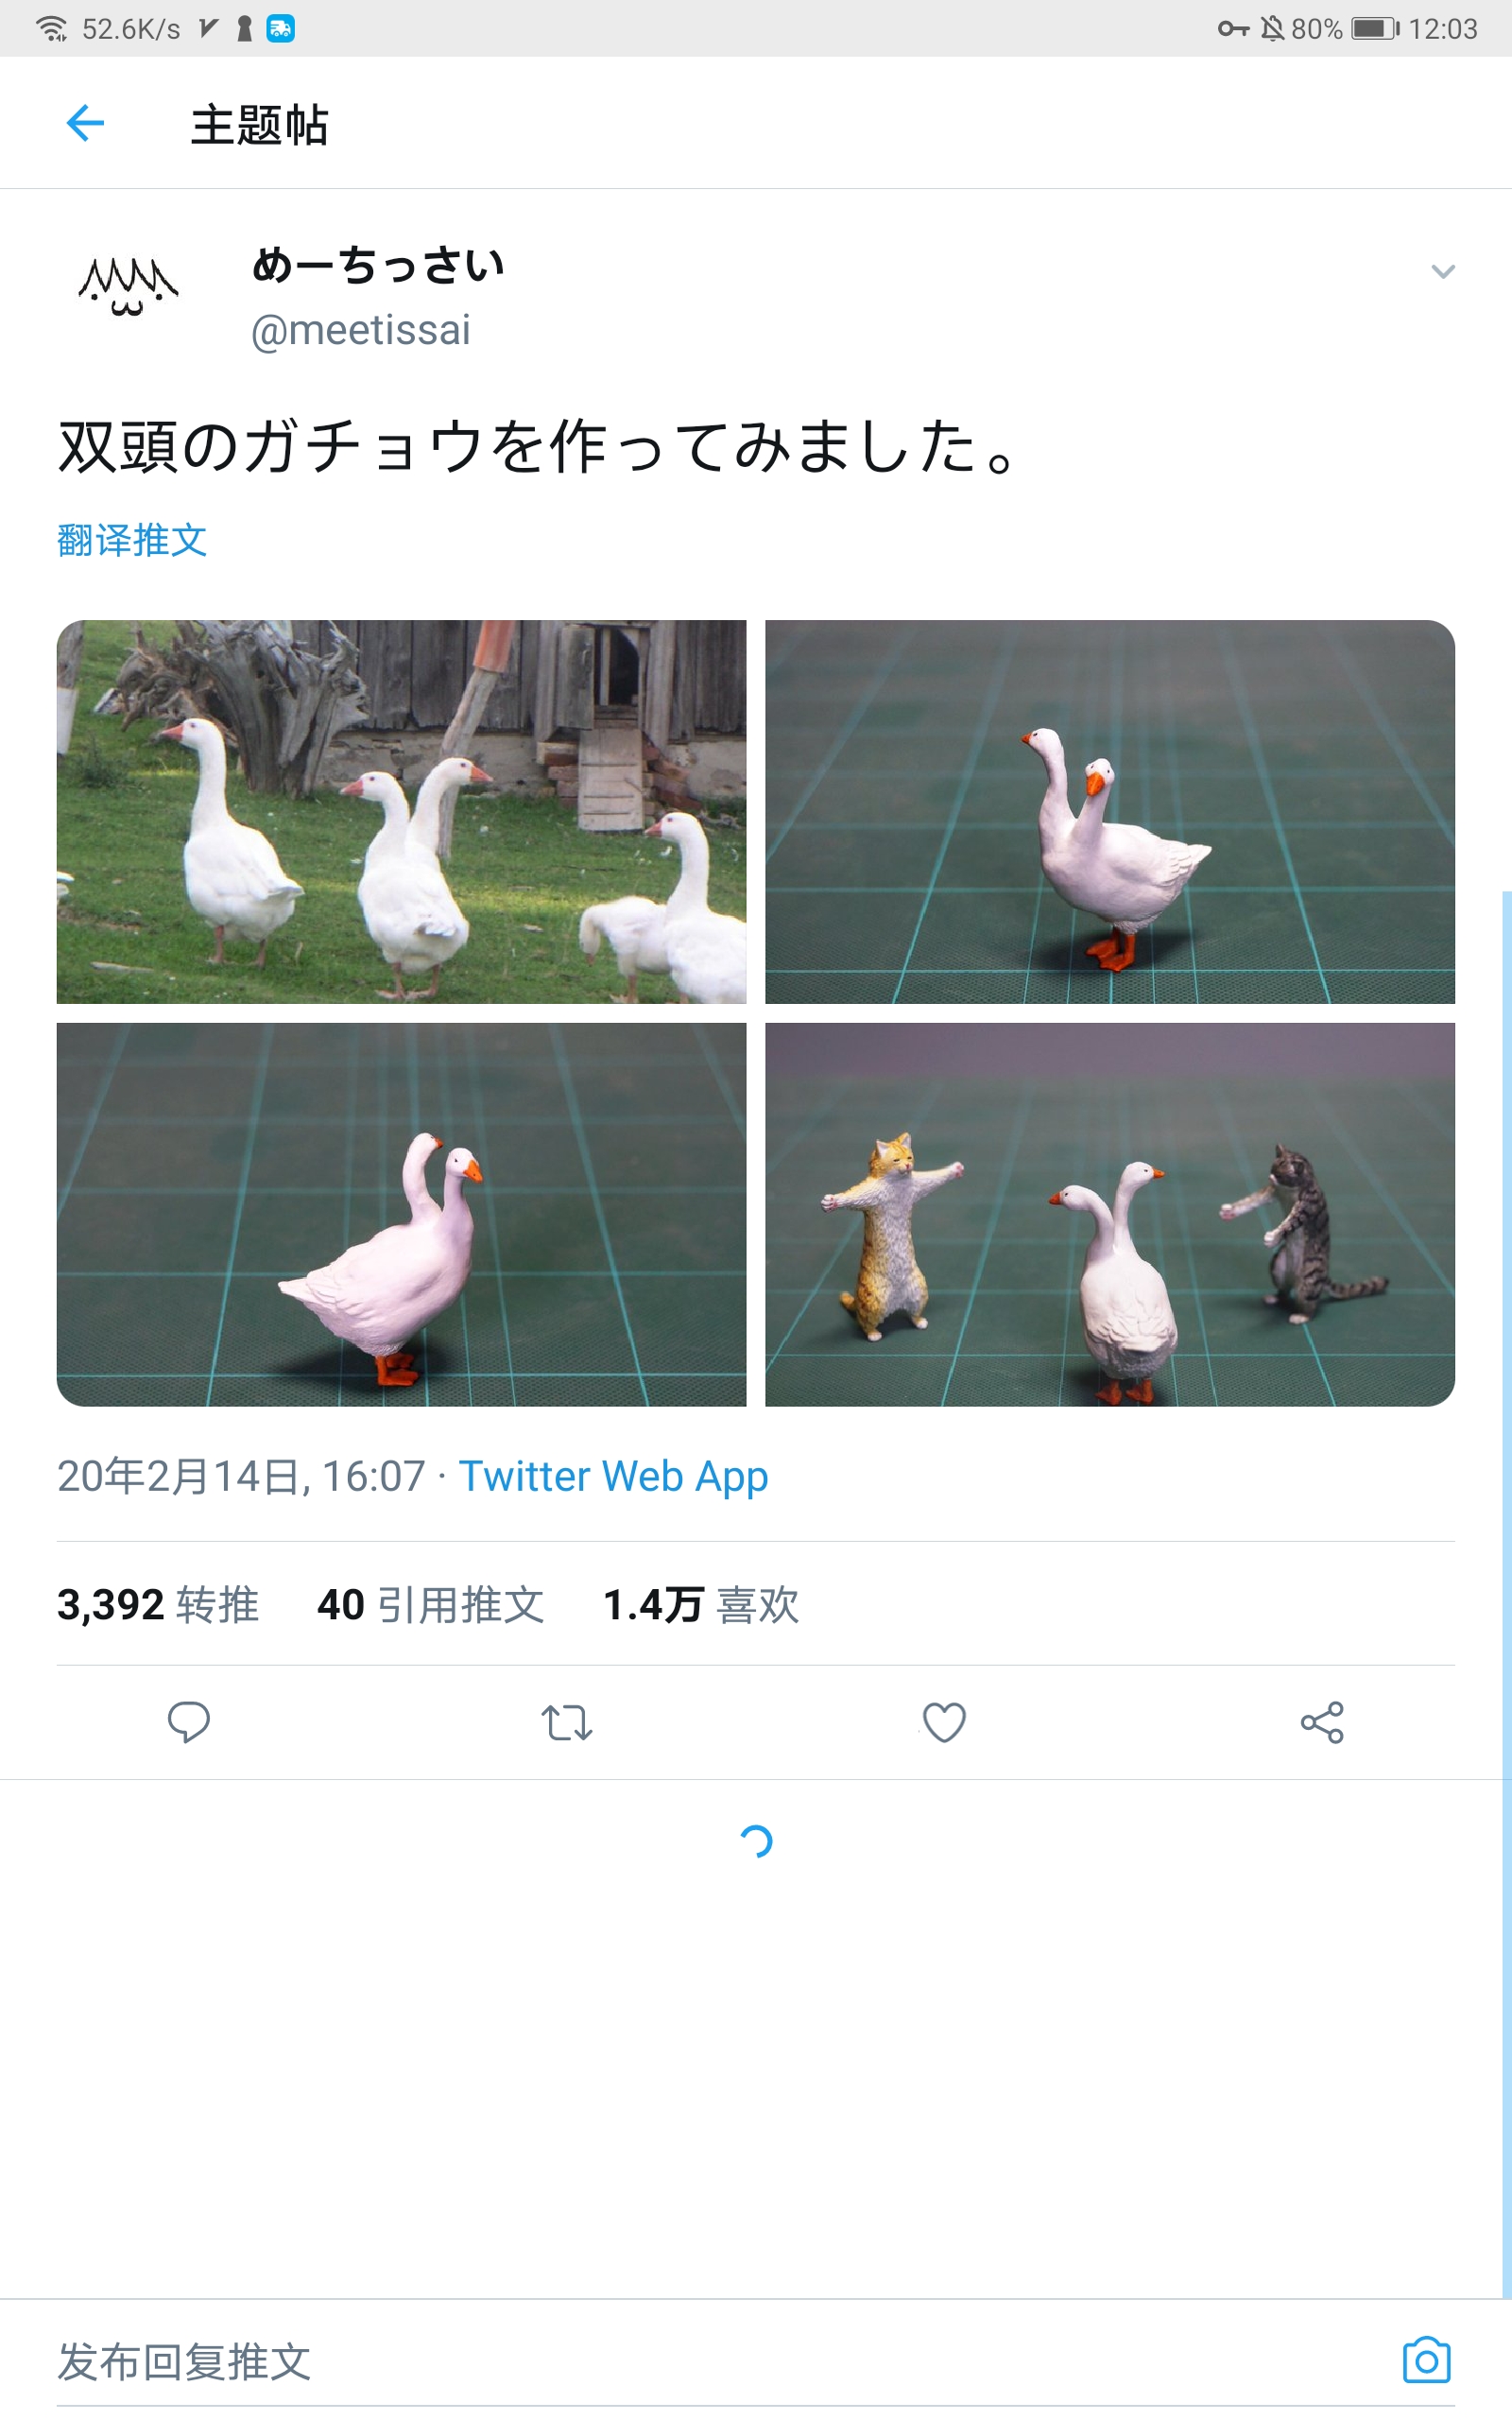 52.6K/s 80% 12:03
主题帖
めーちっさい
@meetissai
双頭のガチョウを作ってみました。
翻译推文
20年2月14日, 16:07 · Twitter Web App
3,392 转推 40 引用推文 1.4万 喜欢
发布回复推文